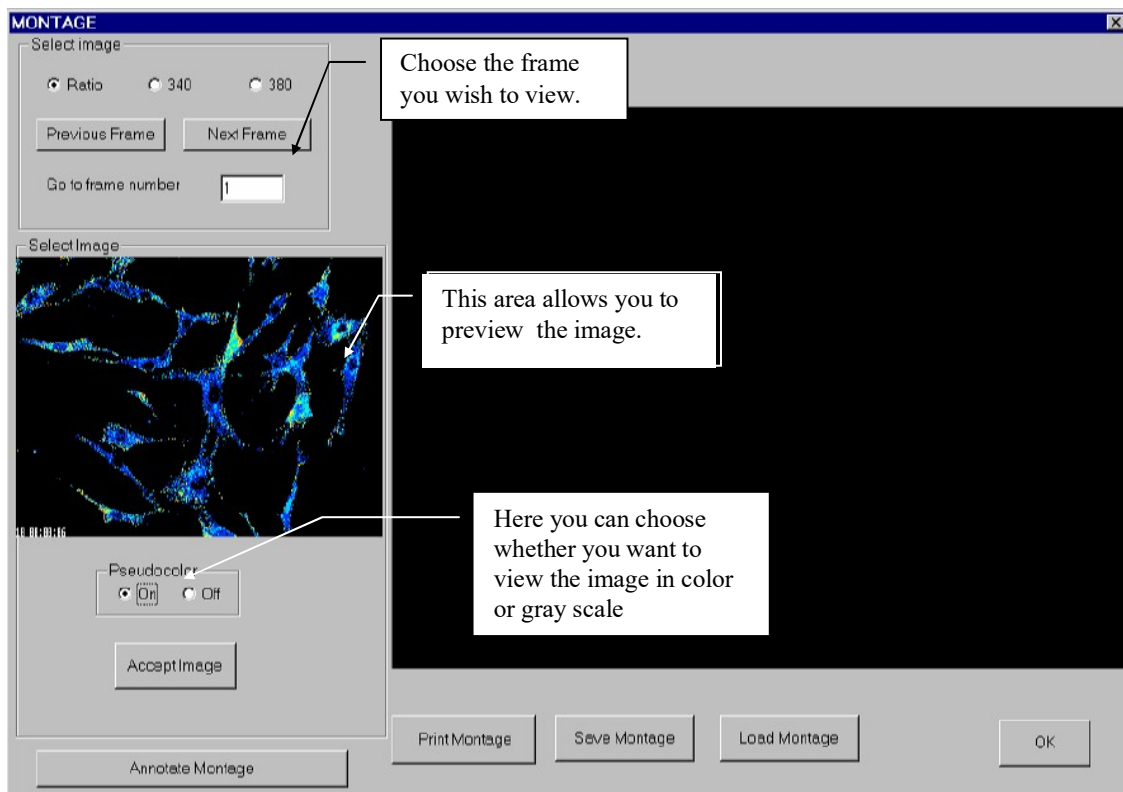 MONTAGE
Select image
Ratio 340 380
Choose the frame
you wish to view.
Previous Frame Next Frame
Go to frame number 1
Select Image
This area allows you to
preview the image.
Here you can choose
whether you want to
view the image in color
or gray scale
Pseudocolor
On Off
Accept Image
Print Montage Save Montage Load Montage OK
Annotate Montage